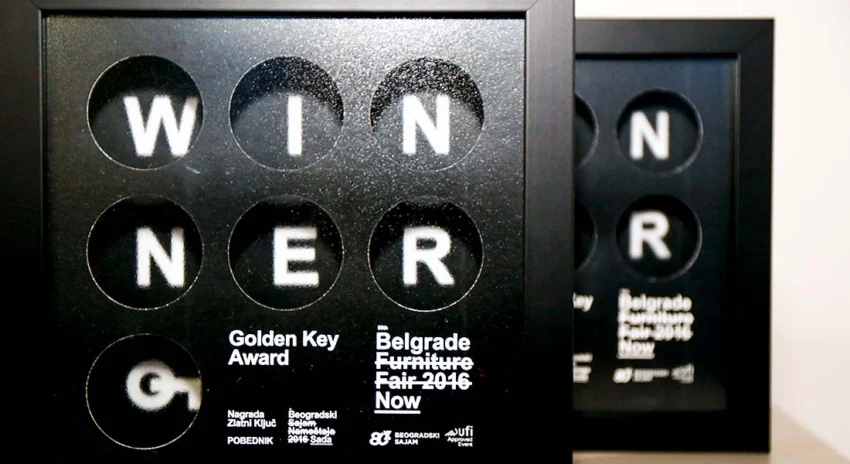 W I N
N E R
Golden Key
Award
Belgrade
Furniture
Fair 2016
Now
Nagrada
Zlatni Ključ
POBEDNIK
Beogradski
Sajam
Nameštaja
2016 Sada
BEOGRADSKI
SAJAM
ufi
Approved
Event
N
R
Key
Belgrade
Furniture
Fair 2016
Now